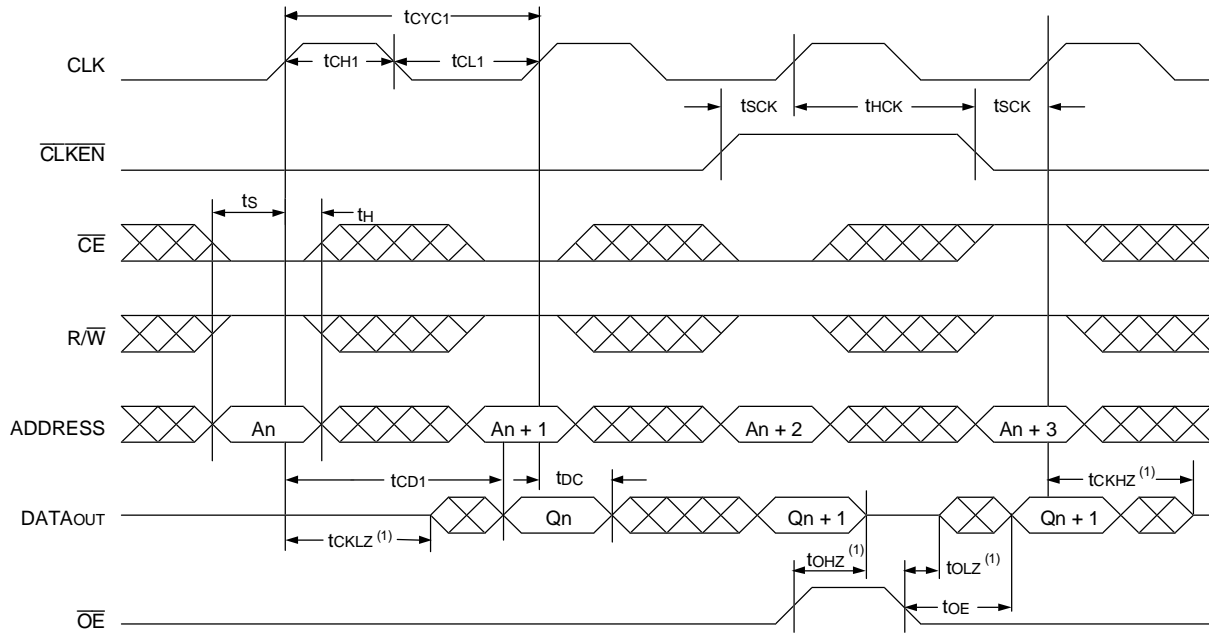 tCYC1
CLK
tCH1
tCL1
tSCK
tHCK
tSCK
CLKEN
tS
tH
CE
R/W
ADDRESS
An
An + 1
An + 2
An + 3
tCD1
tDC
tCKHZ (1)
DATAOUT
Qn
Qn + 1
Qn + 1
tCKLZ (1)
tOHZ (1)
tOLZ (1)
tOE
OE